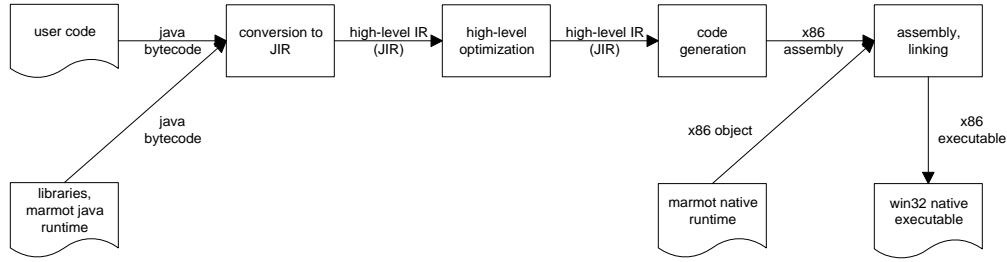 user code
java
bytecode
conversion to
JIR
high-level IR
(JIR)
high-level
optimization
high-level IR
(JIR)
code
generation
x86
assembly
assembly,
linking
java
bytecode
x86 object
x86
executable
libraries,
marmot java
runtime
marmot native
runtime
win32 native
executable